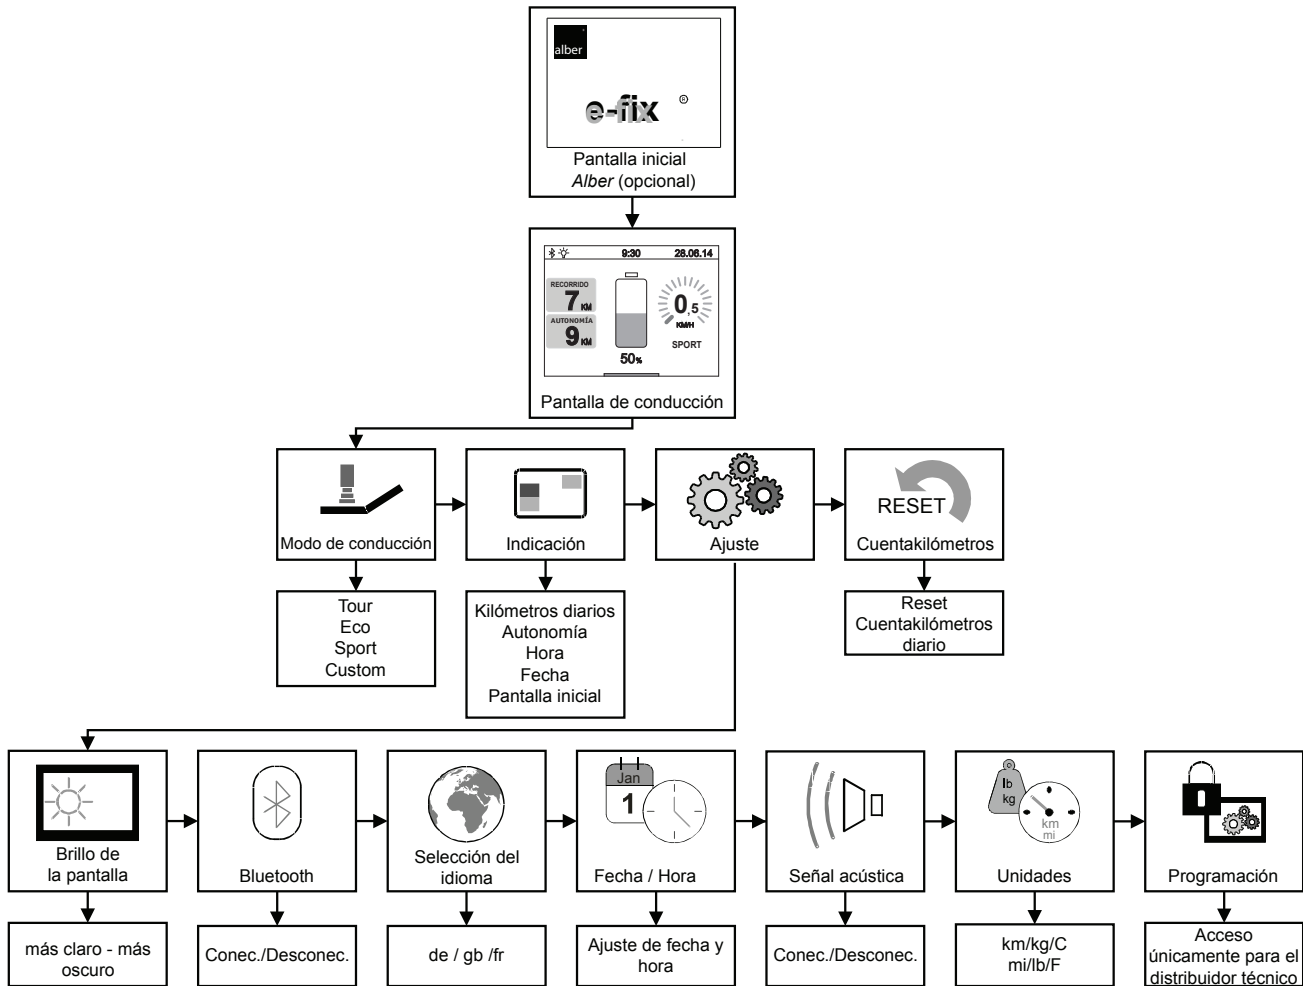 alber
e-fix ®
Pantalla inicial
Alber (opcional)
9:30 28.06.14
RECORRIDO
7 KM
AUTONOMÍA
9 KM
50%
0,5
KM/H
SPORT
Pantalla de conducción
Modo de conducción
Indicación
Ajuste
RESET
Cuentakilómetros
Tour
Eco
Sport
Custom
Kilómetros diarios
Autonomía
Hora
Fecha
Pantalla inicial
Reset
Cuentakilómetros
diario
Brillo de
la pantalla
Bluetooth
Selección del
idioma
Jan
1
Fecha / Hora
Señal acústica
lb
kg
km
mi
Unidades
Programación
más claro - más
oscuro
Conec./Desconec.
de / gb /fr
Ajuste de fecha y
hora
Conec./Desconec.
km/kg/C
mi/lb/F
Acceso
únicamente para el
distribuidor técnico